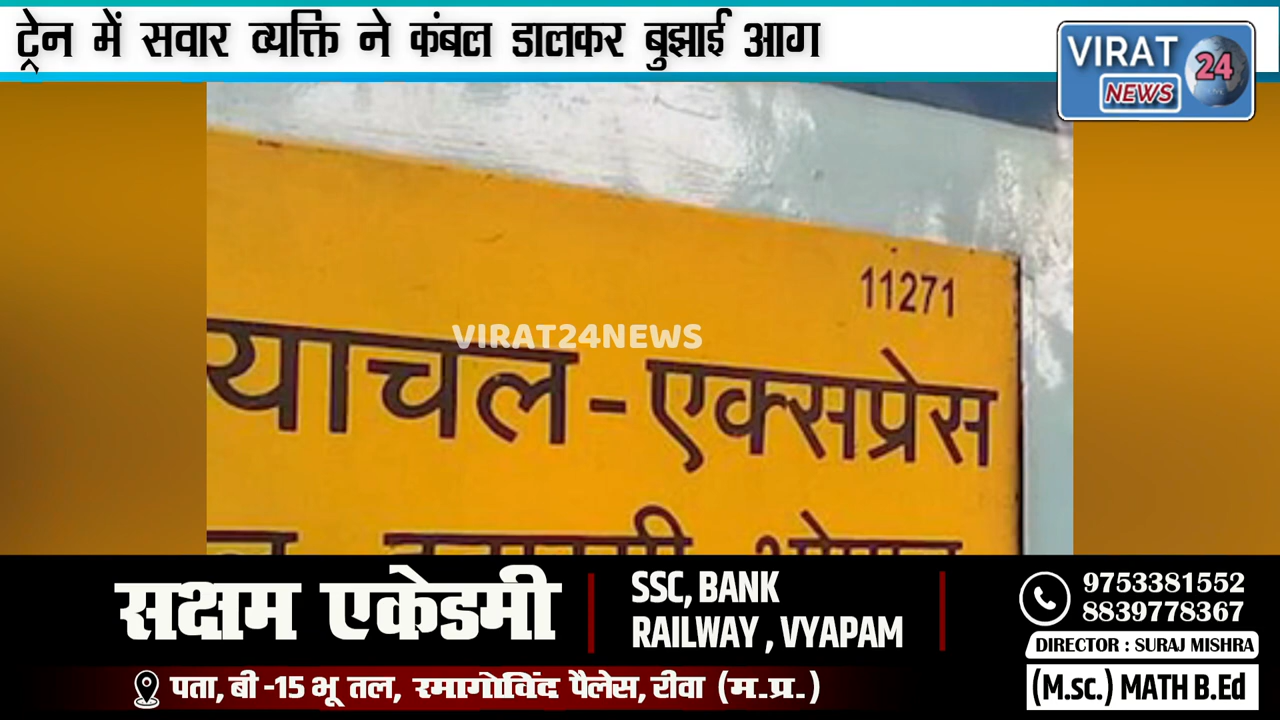 ट्रेन में सवार व्यक्ति ने कंबल डालकर बुझाई आग
VIRAT
24
NEWS
11271
VIRAT24NEWS
याचल-एक्सप्रेस
सक्षम एकेडमी
SSC, BANK
RAILWAY, VYAPAM
9753381552
8839778367
DIRECTOR : SURAJ MISHRA
(M.sc.) MATH B.Ed
पता, बी -15 भू तल, रमागोविंद पैलेस, रीवा (म.प्र.)